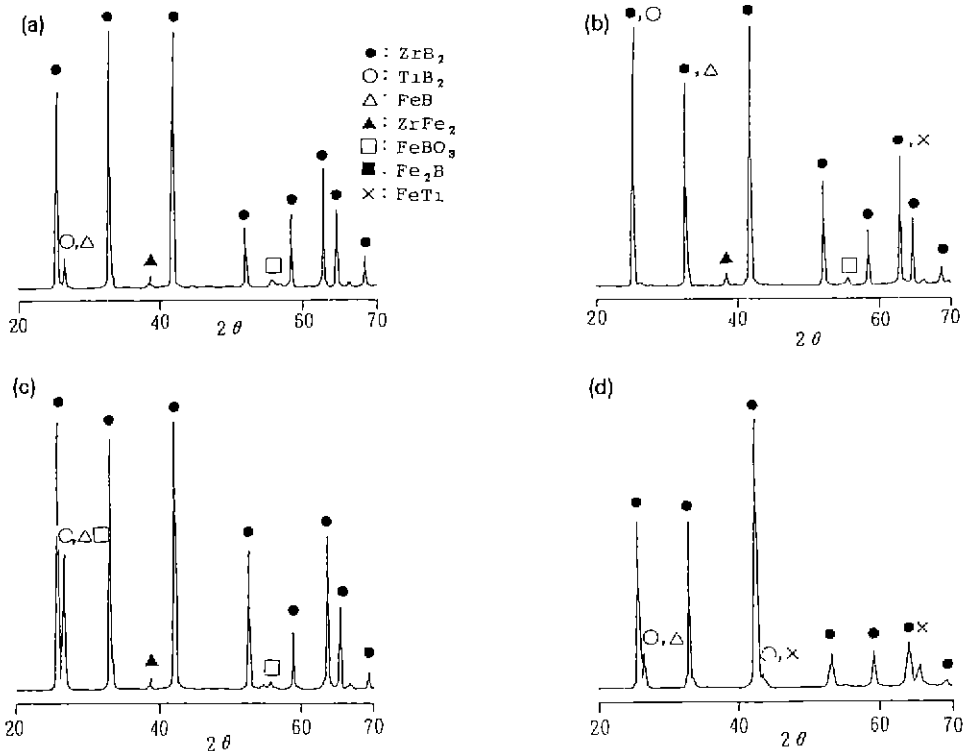 (a)
●
●
●
○,△
▲
●
□
●
●
●
●
●: ZrB₂
○: TiB₂
△: FeB
▲: ZrFe₂
□: FeBO₃
■: Fe₂B
×: FeTi
20 40 60 70
2θ
(b)
●,○
●,△
●
▲
●
□
●
●,×
●
●
20 40 60 70
2θ
(c)
●
○,△□
●
▲
●
●
□
●
●
●
●
20 40 60 70
2θ
(d)
●
○,△
●
●
○,×
●
●
●×
●
20 40 60 70
2θ